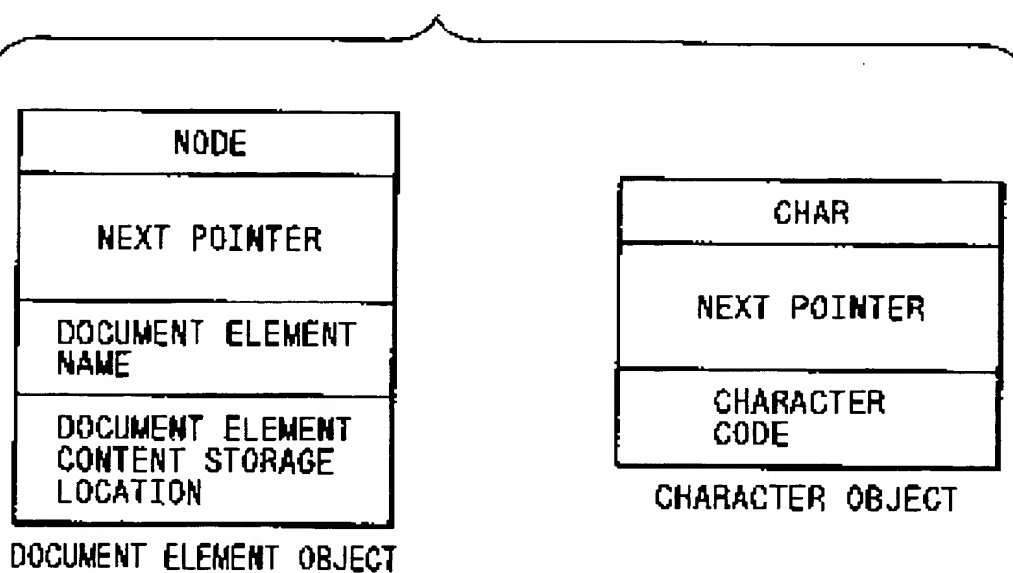 NODE
NEXT POINTER
DOCUMENT ELEMENT
NAME
DOCUMENT ELEMENT
CONTENT STORAGE
LOCATION
DOCUMENT ELEMENT OBJECT
CHAR
NEXT POINTER
CHARACTER
CODE
CHARACTER OBJECT